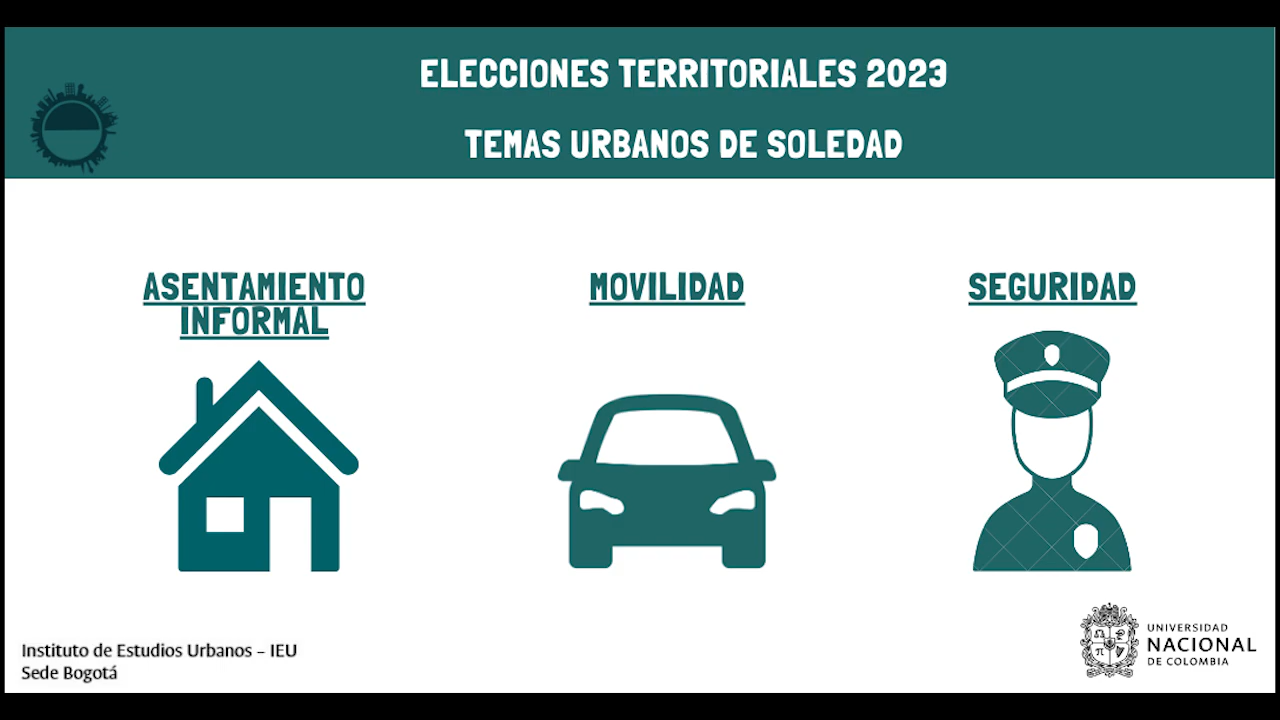 ELECCIONES TERRITORIALES 2023
TEMAS URBANOS DE SOLEDAD
ASENTAMIENTO
INFORMAL
MOVILIDAD
SEGURIDAD
Instituto de Estudios Urbanos – IEU
Sede Bogotá
UNIVERSIDAD
NACIONAL
DE COLOMBIA